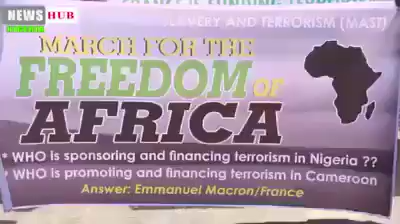 NEWS HUB
SLAVERY AND TERRORISM (MAST)
MARCH FOR THE
FREEDOM OF
AFRICA
* WHO is sponsoring and financing terrorism in Nigeria ??
* WHO is promoting and financing terrorism in Cameroon
Answer: Emmanuel Macron/France